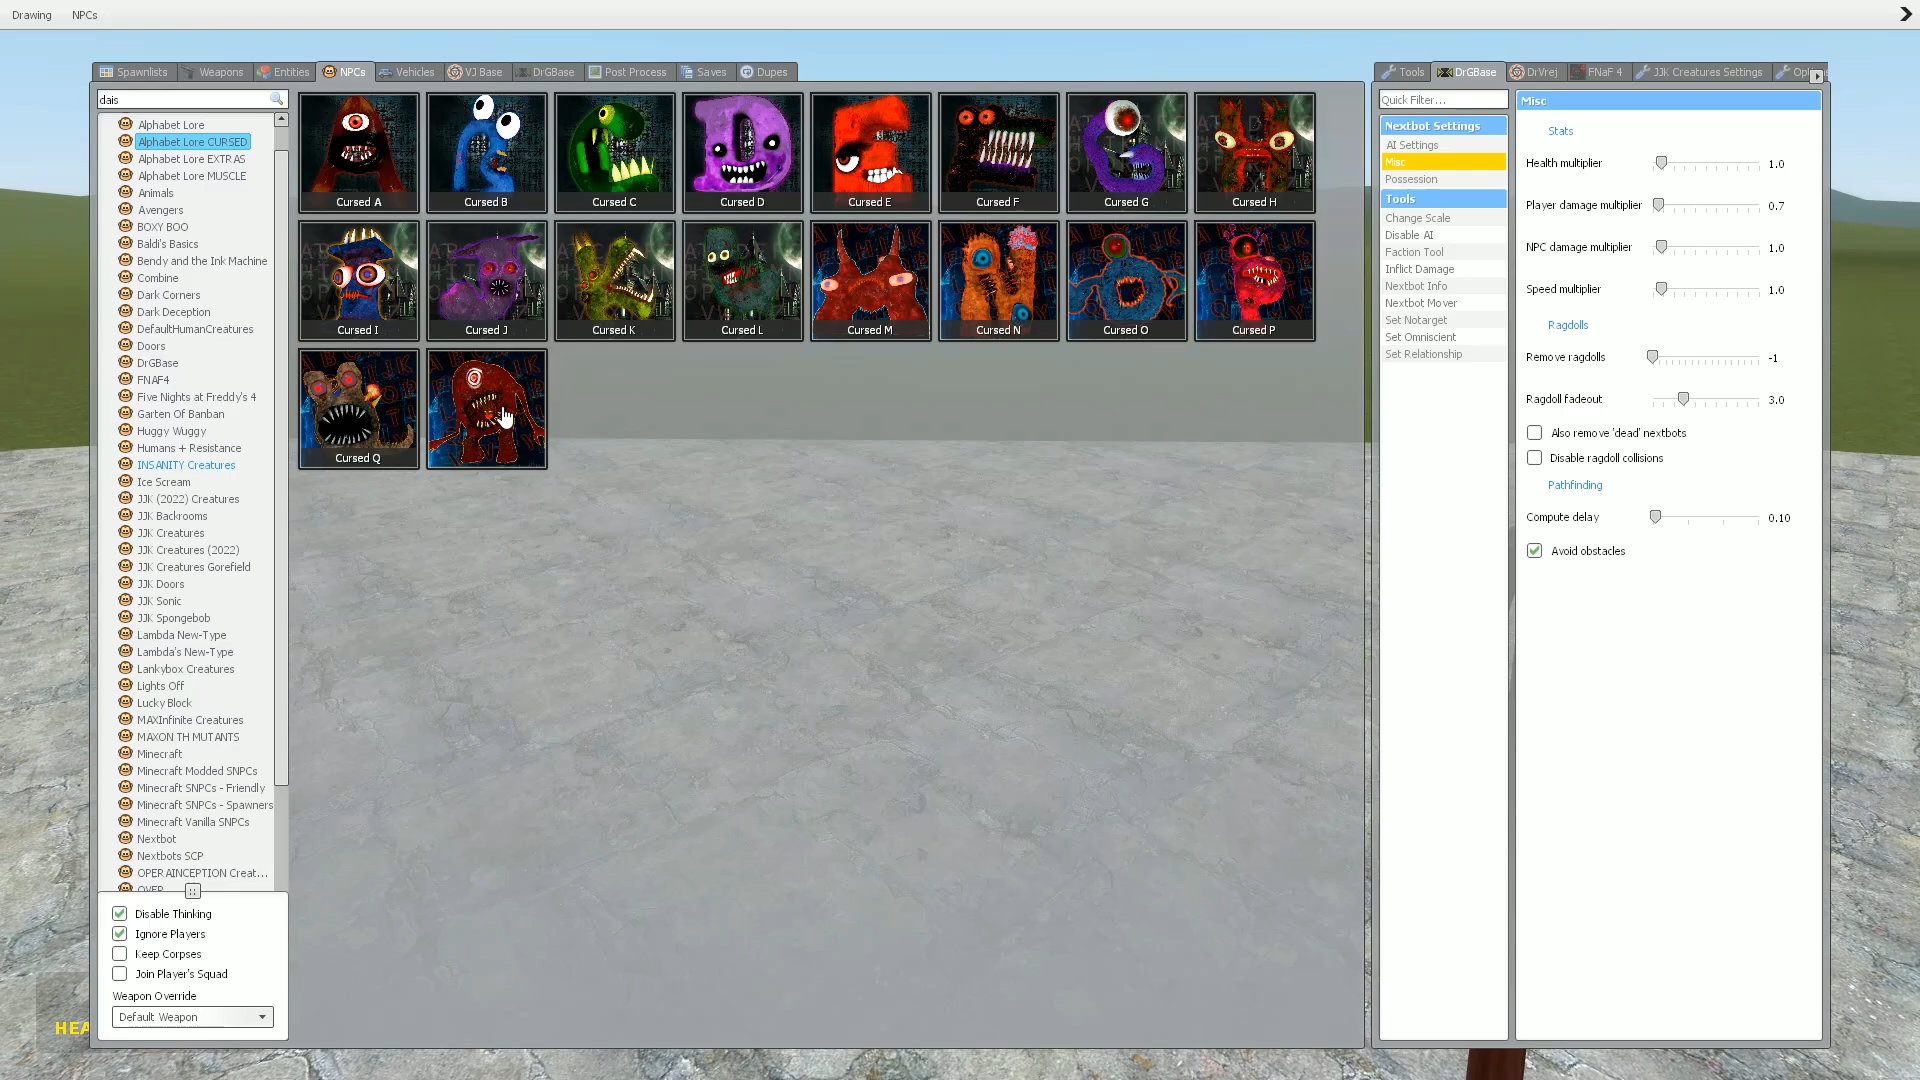 Drawing NPCs
Spawnlists Weapons Entities NPCs Vehicles VJ Base DrGBase Post Process Saves Dupes
Tools DrGBase DrVrej FNaF 4 JJK Creatures Settings
dais
Alphabet Lore
Alphabet Lore CURSED
Alphabet Lore EXTRAS
Alphabet Lore MUSCLE
Animals
Avengers
BOXY BOO
Baldi's Basics
Bendy and the Ink Machine
Combine
Dark Corners
Dark Deception
DefaultHumanCreatures
Doors
DrGBase
FNAF4
Five Nights at Freddy's 4
Garten Of Banban
Huggy Wuggy
Humans + Resistance
INSANITY Creatures
Ice Scream
JJK (2022) Creatures
JJK Backrooms
JJK Creatures
JJK Creatures (2022)
JJK Creatures Gorefield
JJK Doors
JJK Sonic
JJK Spongebob
Lambda New-Type
Lambda's New-Type
Lankybox Creatures
Lights Off
Lucky Block
MAXInfinite Creatures
MAXON TH MUTANTS
Minecraft
Minecraft Modded SNPCs
Minecraft SNPCs - Friendly
Minecraft SNPCs - Spawners
Minecraft Vanilla SNPCs
Nextbot
Nextbots SCP
OPERAINCEPTION Creat...
Disable Thinking
Ignore Players
Keep Corpses
Join Player's Squad
Weapon Override
Default Weapon
HEA
Cursed A Cursed B Cursed C Cursed D Cursed E Cursed F Cursed G Cursed H
Cursed I Cursed J Cursed K Cursed L Cursed M Cursed N Cursed O Cursed P
Cursed Q
Quick Filter...
Nextbot Settings
AI Settings
Misc
Possession
Tools
Change Scale
Disable AI
Faction Tool
Inflict Damage
Nextbot Info
Nextbot Mover
Set Notarget
Set Omniscient
Set Relationship
Misc
Stats
Health multiplier 1.0
Player damage multiplier 0.7
NPC damage multiplier 1.0
Speed multiplier 1.0
Ragdolls
Remove ragdolls -1
Ragdoll fadeout 3.0
Also remove 'dead' nextbots
Disable ragdoll collisions
Pathfinding
Compute delay 0.10
Avoid obstacles